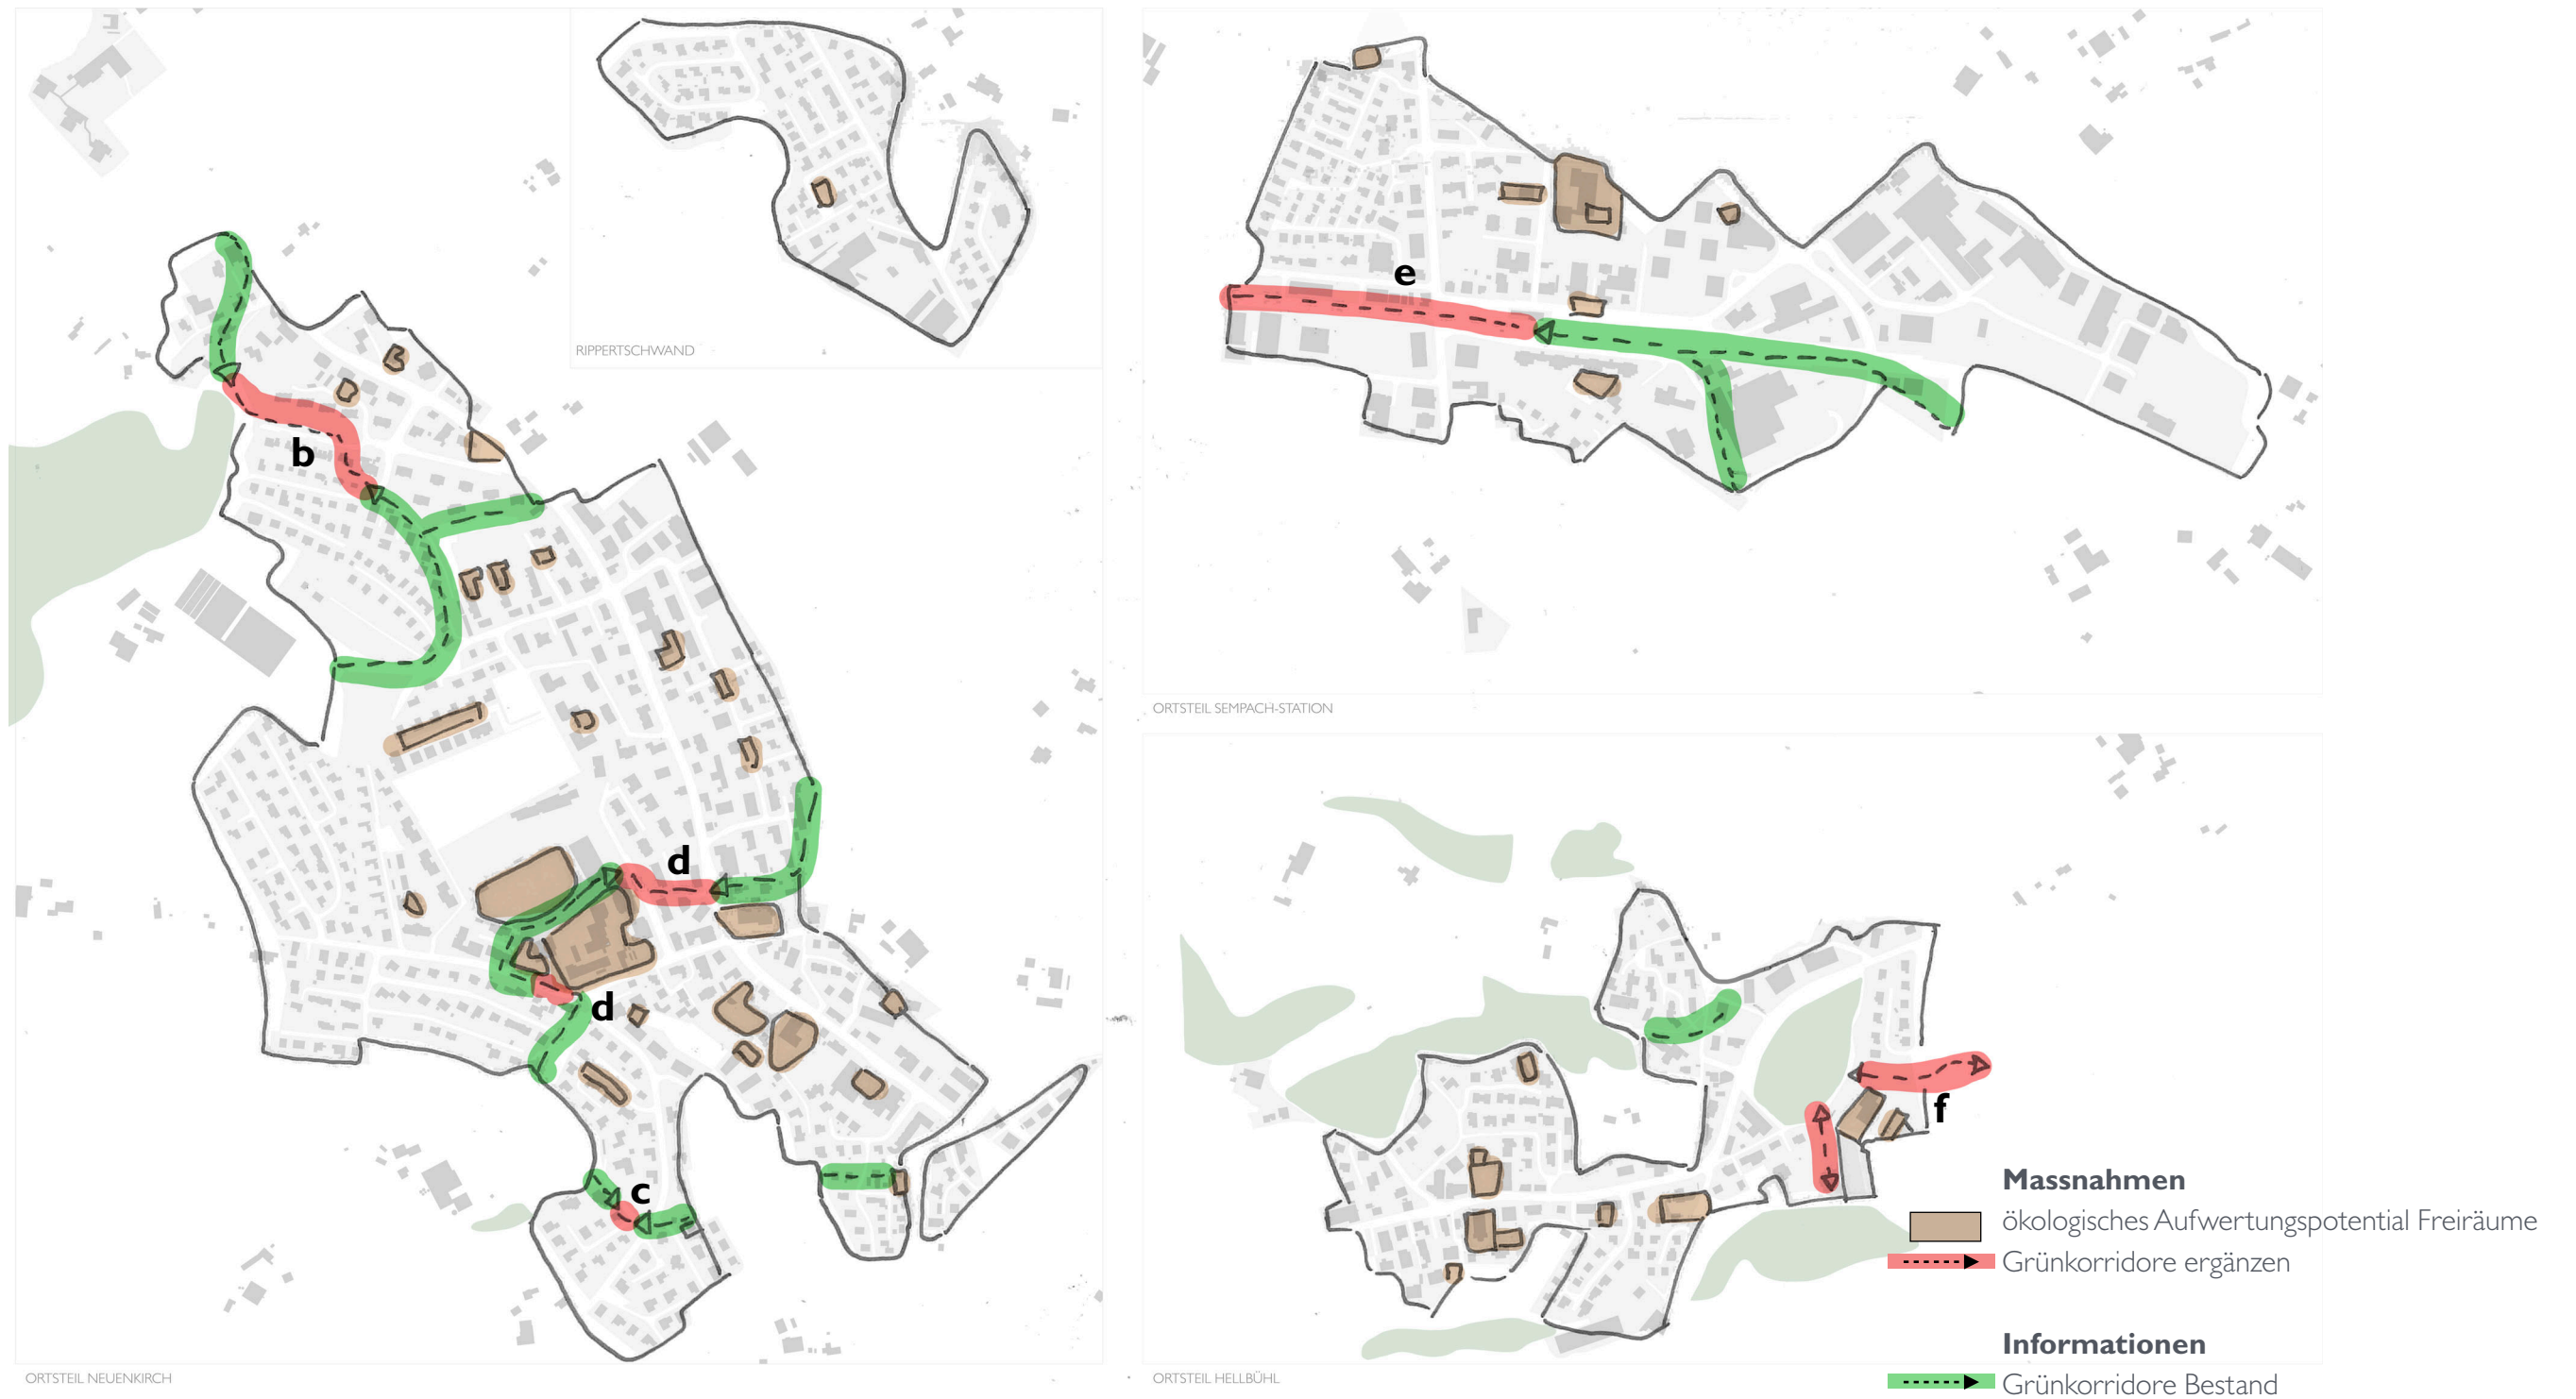 RIPPERTSCHWAND
b
d
d
c
ORTSTEIL NEUENKIRCH
e
ORTSTEIL SEMPACH-STATION
f
ORTSTEIL HELLBÜHL
Massnahmen
ökologisches Aufwertungspotential Freiräume
Grünkorridore ergänzen
Informationen
Grünkorridore Bestand